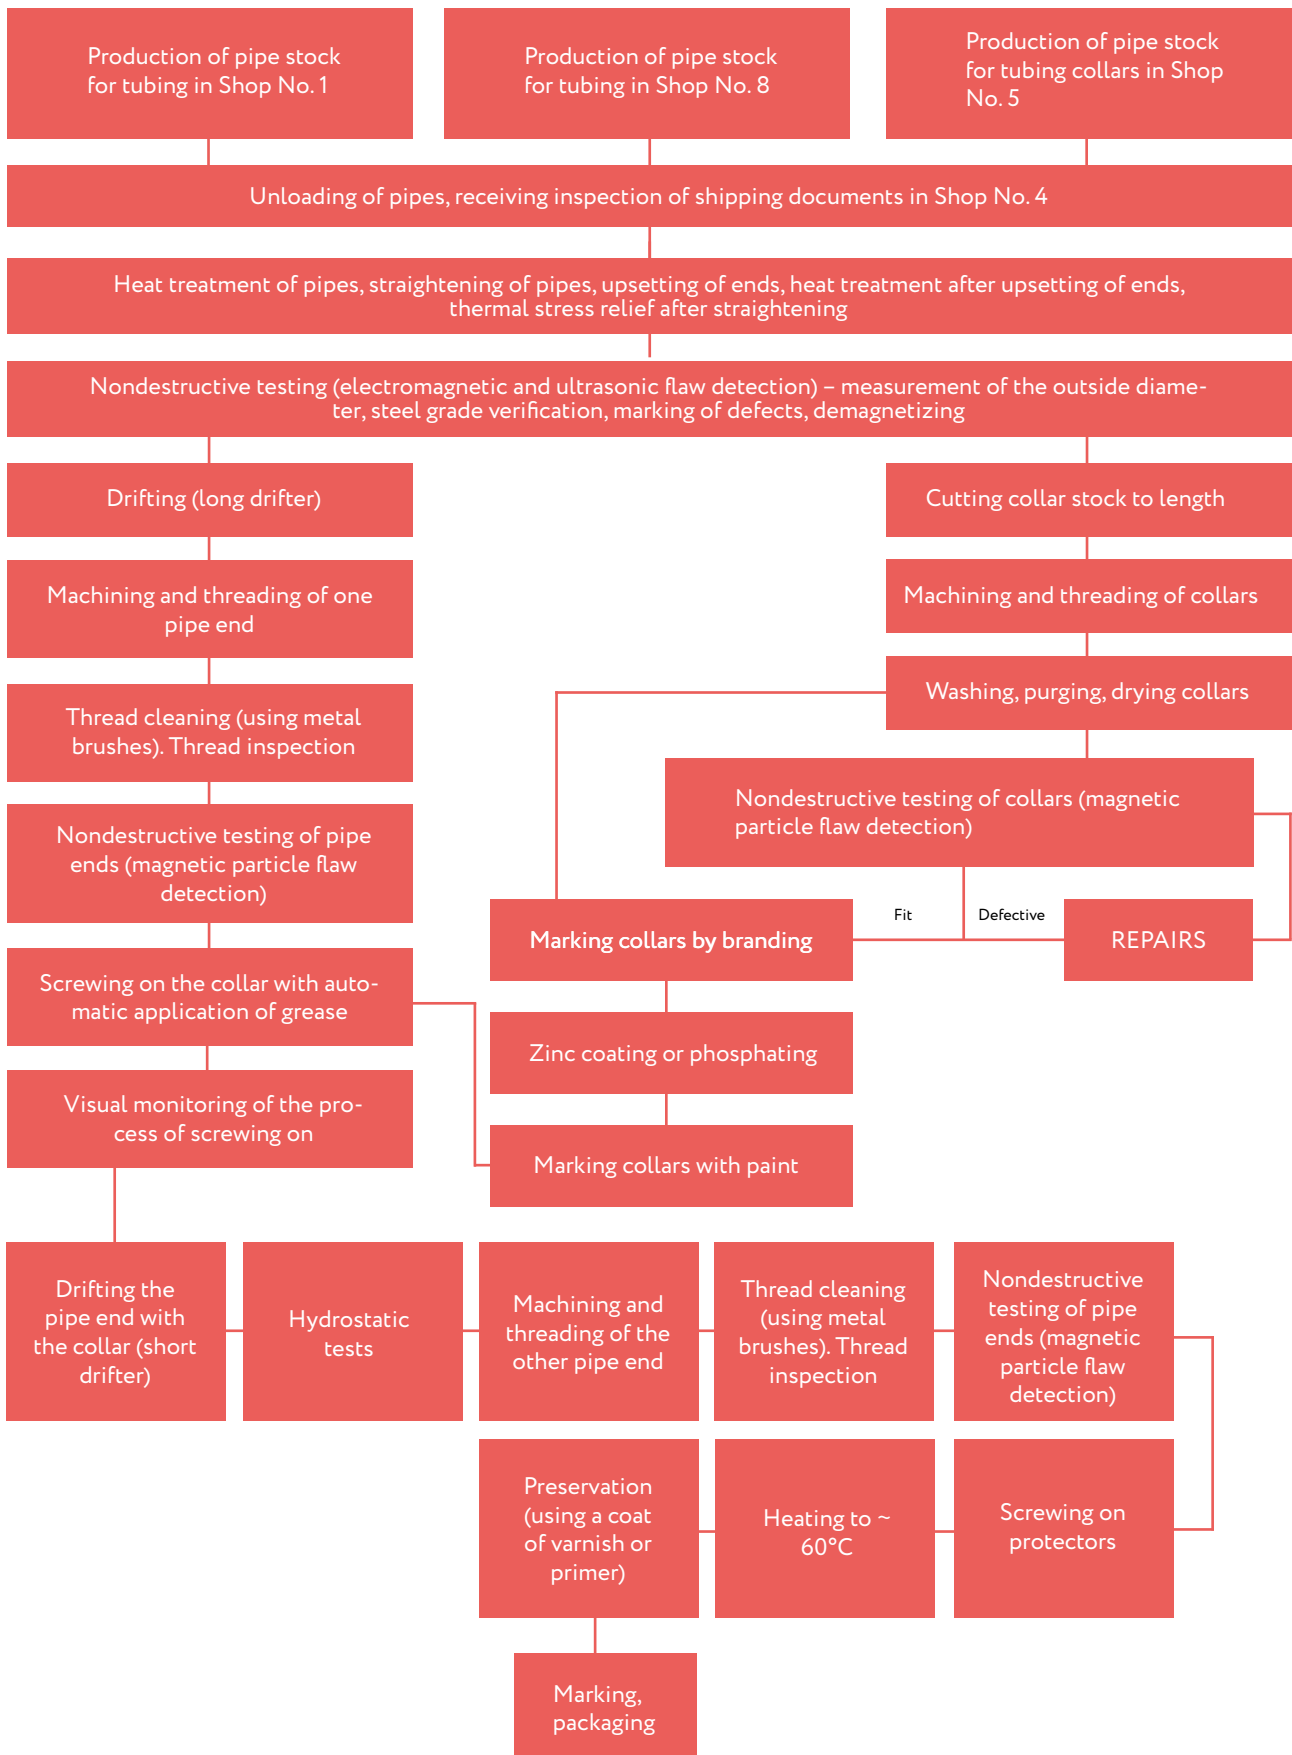 Production of pipe stock
for tubing in Shop No. 1
Production of pipe stock
for tubing in Shop No. 8
Production of pipe stock
for tubing collars in Shop
No. 5
Unloading of pipes, receiving inspection of shipping documents in Shop No. 4
Heat treatment of pipes, straightening of pipes, upsetting of ends, heat treatment after upsetting of ends,
thermal stress relief after straightening
Nondestructive testing (electromagnetic and ultrasonic flaw detection) – measurement of the outside diame-
ter, steel grade verification, marking of defects, demagnetizing
Drifting (long drifter)
Cutting collar stock to length
Machining and threading of one
pipe end
Machining and threading of collars
Thread cleaning (using metal
brushes). Thread inspection
Washing, purging, drying collars
Nondestructive testing of collars (magnetic
particle flaw detection)
Nondestructive testing of pipe
ends (magnetic particle flaw
detection)
Marking collars by branding
Fit
Defective
REPAIRS
Screwing on the collar with auto-
matic application of grease
Zinc coating or phosphating
Visual monitoring of the pro-
cess of screwing on
Marking collars with paint
Drifting the
pipe end with
the collar (short
drifter)
Hydrostatic
tests
Machining and
threading of the
other pipe end
Thread cleaning
(using metal
brushes). Thread
inspection
Nondestructive
testing of pipe
ends (magnetic
particle flaw
detection)
Preservation
(using a coat
of varnish or
primer)
Heating to ~
60°C
Screwing on
protectors
Marking,
packaging